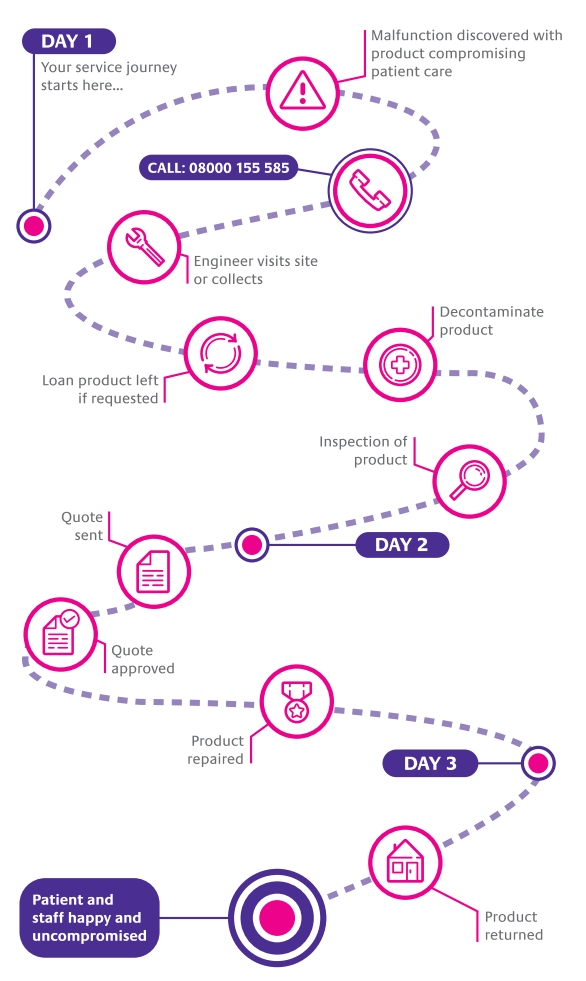 DAY 1
Your service journey
starts here...
Malfunction discovered with
product compromising
patient care
CALL: 08000 155 585
Engineer visits site
or collects
Loan product left
if requested
Decontaminate
product
Inspection of
product
DAY 2
Quote
sent
Quote
approved
Product
repaired
DAY 3
Product
returned
Patient and
staff happy and
uncompromised